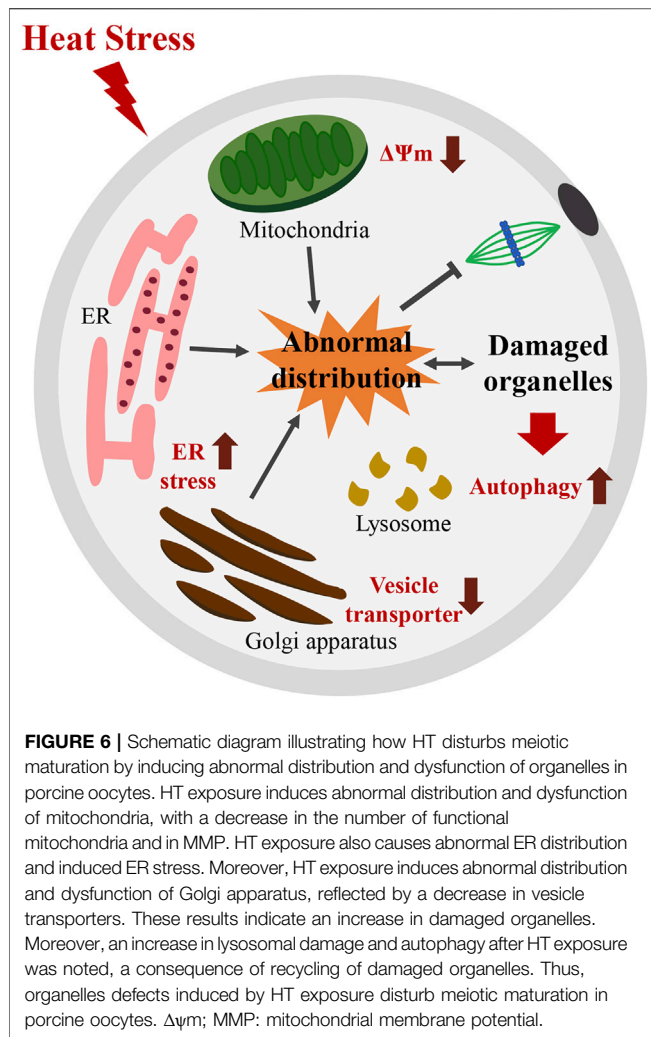 Heat Stress
ΔΨm
Mitochondria
ER
Abnormal
distribution
Damaged
organelles
ER
stress
Lysosome
Autophagy
Vesicle
transporter
Golgi apparatus
FIGURE 6 | Schematic diagram illustrating how HT disturbs meiotic
maturation by inducing abnormal distribution and dysfunction of organelles in
porcine oocytes. HT exposure induces abnormal distribution and dysfunction
of mitochondria, with a decrease in the number of functional
mitochondria and in MMP. HT exposure also causes abnormal ER distribution
and induced ER stress. Moreover, HT exposure induces abnormal distribution
and dysfunction of Golgi apparatus, reflected by a decrease in vesicle
transporters. These results indicate an increase in damaged organelles.
Moreover, an increase in lysosomal damage and autophagy after HT exposure
was noted, a consequence of recycling of damaged organelles. Thus,
organelles defects induced by HT exposure disturb meiotic maturation in
porcine oocytes. Δψm; MMP: mitochondrial membrane potential.